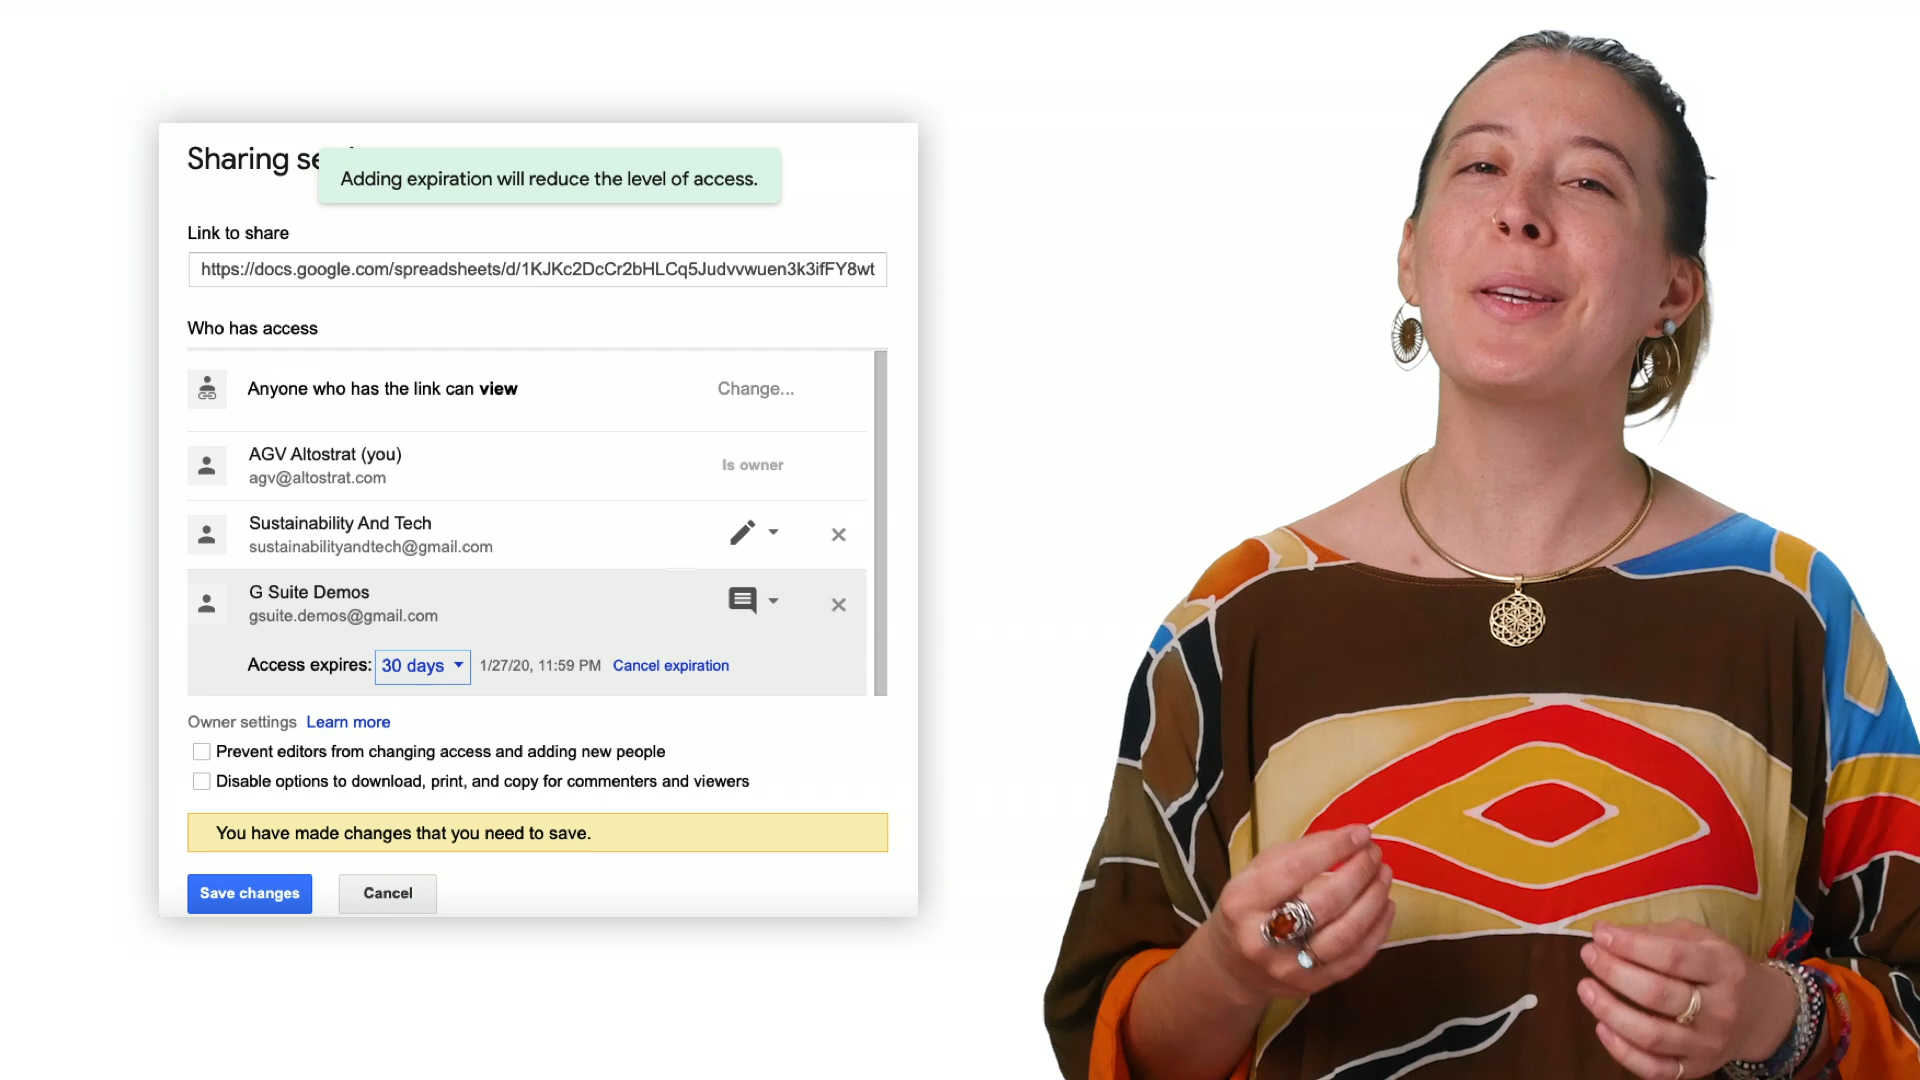 Sharing se
Adding expiration will reduce the level of access.
Link to share
https://docs.google.com/spreadsheets/d/1KJKc2DcCr2bHLCq5Judvvwuen3k3ifFY8wt
Who has access
Anyone who has the link can view Change...
AGV Altostrat (you)
agv@altostrat.com
Is owner
Sustainability And Tech
sustainabilityandtech@gmail.com
G Suite Demos
gsuite.demos@gmail.com
Access expires: 30 days 1/27/20, 11:59 PM Cancel expiration
Owner settings Learn more
Prevent editors from changing access and adding new people
Disable options to download, print, and copy for commenters and viewers
You have made changes that you need to save.
Save changes Cancel